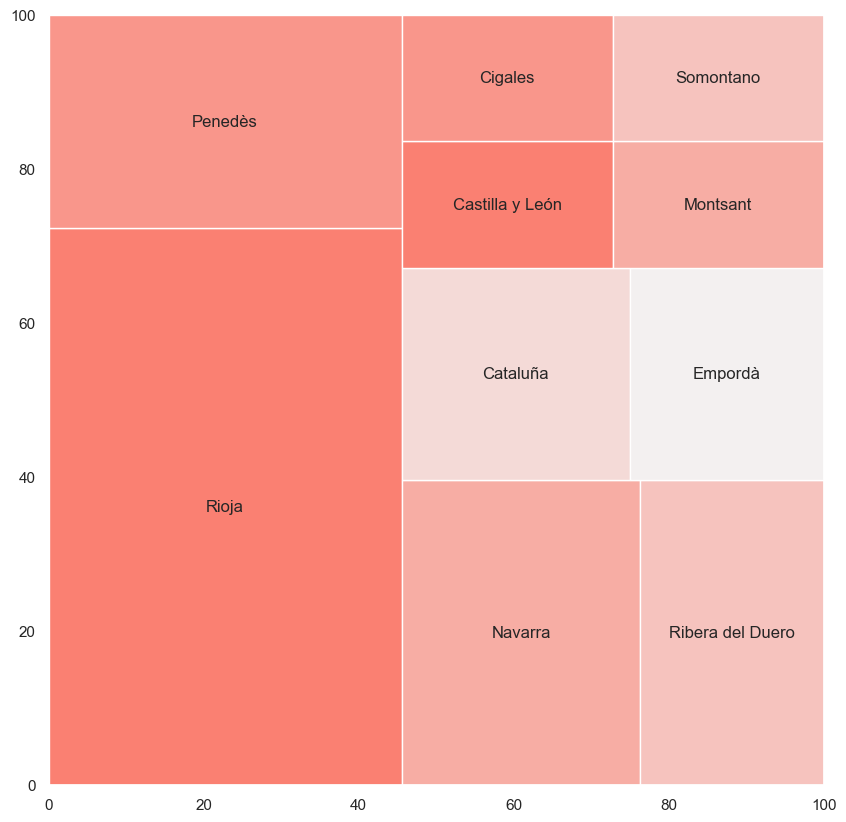 100
80
60
40
20
0
Penedès
Cigales
Somontano
Castilla y León
Montsant
Cataluña
Empordà
Rioja
Navarra
Ribera del Duero
0
20
40
60
80
100